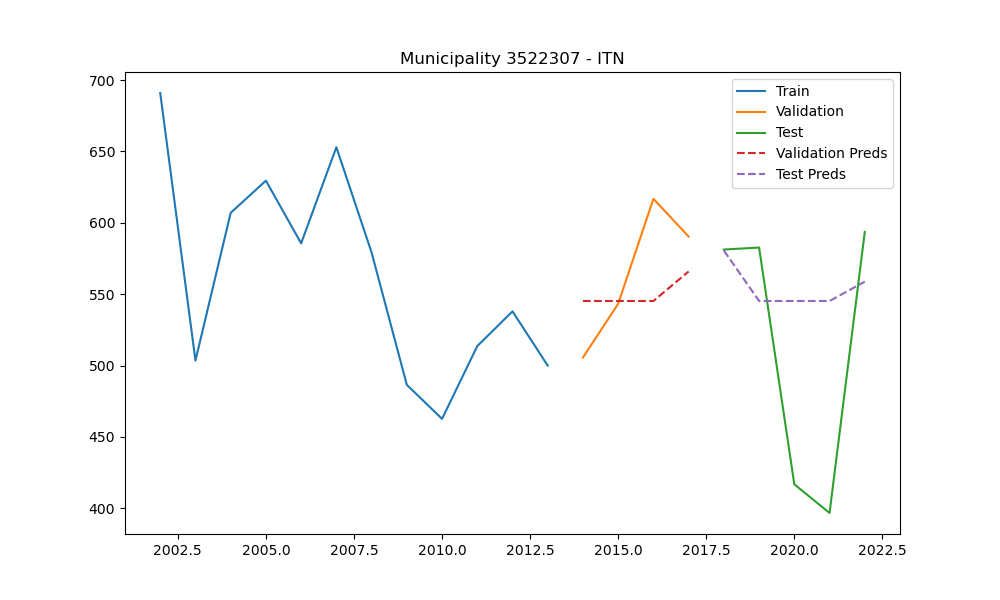 Municipality 3522307 - ITN
700
650
600
550
500
450
400
2002.5 2005.0 2007.5 2010.0 2012.5 2015.0 2017.5 2020.0 2022.5
Train
Validation
Test
Validation Preds
Test Preds